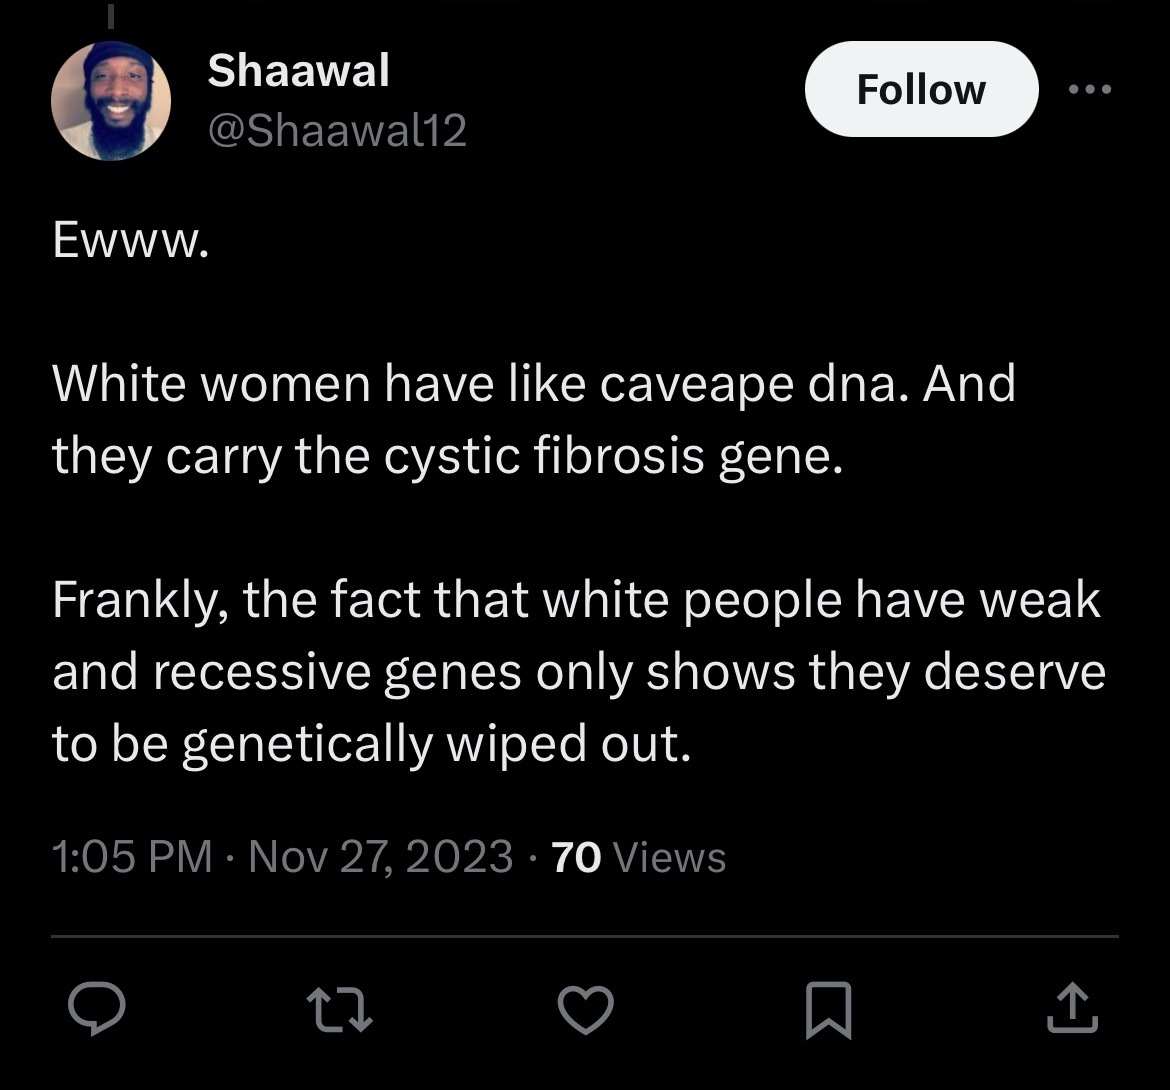 Shaawal
@Shaawal12
Follow
Ewww.
White women have like caveape dna. And
they carry the cystic fibrosis gene.
Frankly, the fact that white people have weak
and recessive genes only shows they deserve
to be genetically wiped out.
1:05 PM · Nov 27, 2023 · 70 Views